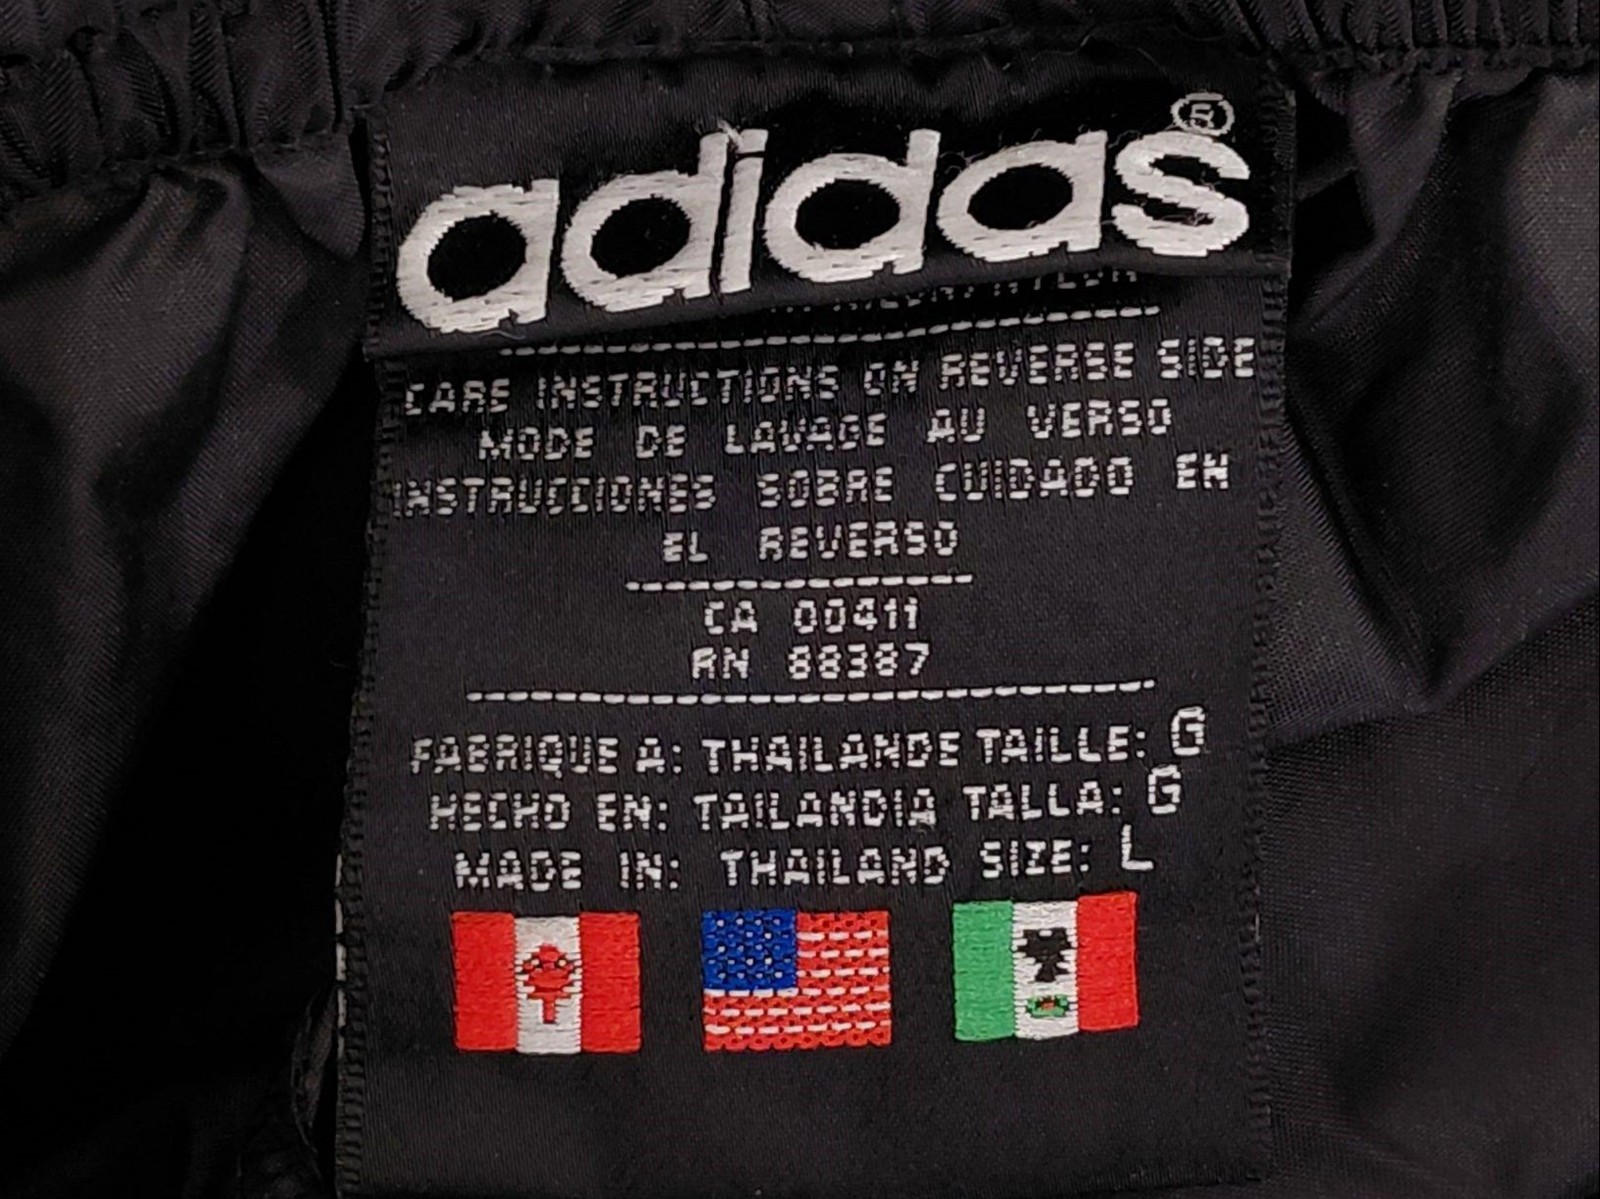 adidas®
CARE INSTRUCTIONS ON REVERSE SIDE
MODE DE LAVAGE AU VERSO
INSTRUCCIONES SOBRE CUIDADO EN
EL REVERSO
CA 00411
RN 88387
FABRIQUE A: THAILANDE TAILLE: G
HECHO EN: TAILANDIA TALLA: G
MADE IN: THAILAND SIZE: L